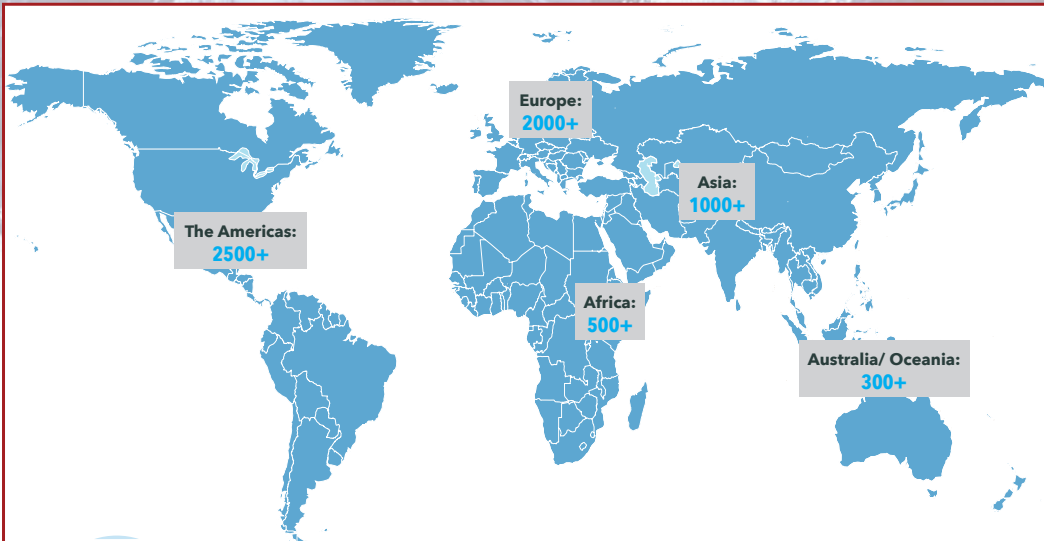 Europe:
2000+
Asia:
1000+
The Americas:
2500+
Africa:
500+
Australia/ Oceania:
300+